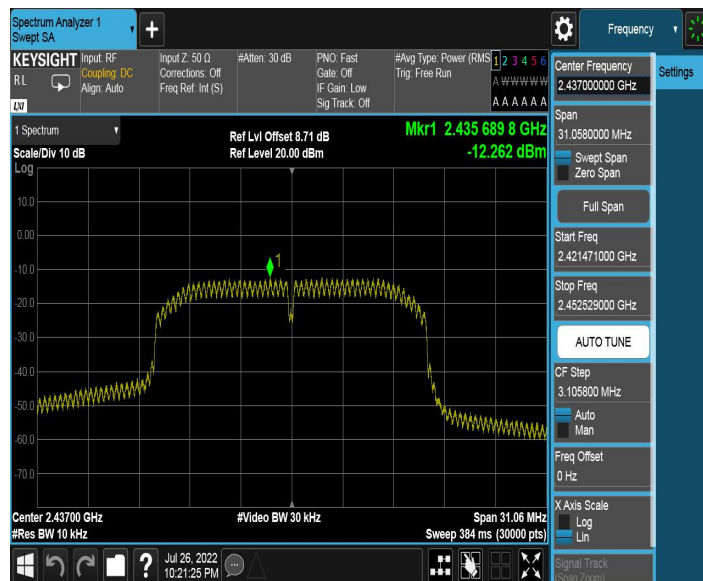 Spectrum Analyzer 1
Swept SA
+
Frequency
KEYSIGHT
RL
LXI
Input: RF
Coupling: DC
Align: Auto
Input Z: 50 Ω
Corrections: Off
Freq Ref: Int (S)
#Atten: 30 dB
PNO: Fast
Gate: Off
IF Gain: Low
Sig Track: Off
#Avg Type: Power (RMS
Trig: Free Run
1 2 3 4 5 6
A W W W W W
A A A A A A
1 Spectrum
Scale/Div 10 dB
Ref Lvl Offset 8.71 dB
Ref Level 20.00 dBm
Mkr1 2.435 689 8 GHz
-12.262 dBm
Log
10.0
0.00
-10.0
-20.0
-30.0
-40.0
-50.0
-60.0
-70.0
1
Center 2.43700 GHz
#Res BW 10 kHz
#Video BW 30 kHz
Span 31.06 MHz
Sweep 384 ms (30000 pts)
?
Jul 26, 2022
10:21:25 PM
Center Frequency
2.437000000 GHz
Span
31.0580000 MHz
Swept Span
Zero Span
Full Span
Start Freq
2.421471000 GHz
Stop Freq
2.452529000 GHz
AUTO TUNE
CF Step
3.105800 MHz
Auto
Man
Freq Offset
0 Hz
X Axis Scale
Log
Lin
Signal Track
(Span Zoom)
Settings